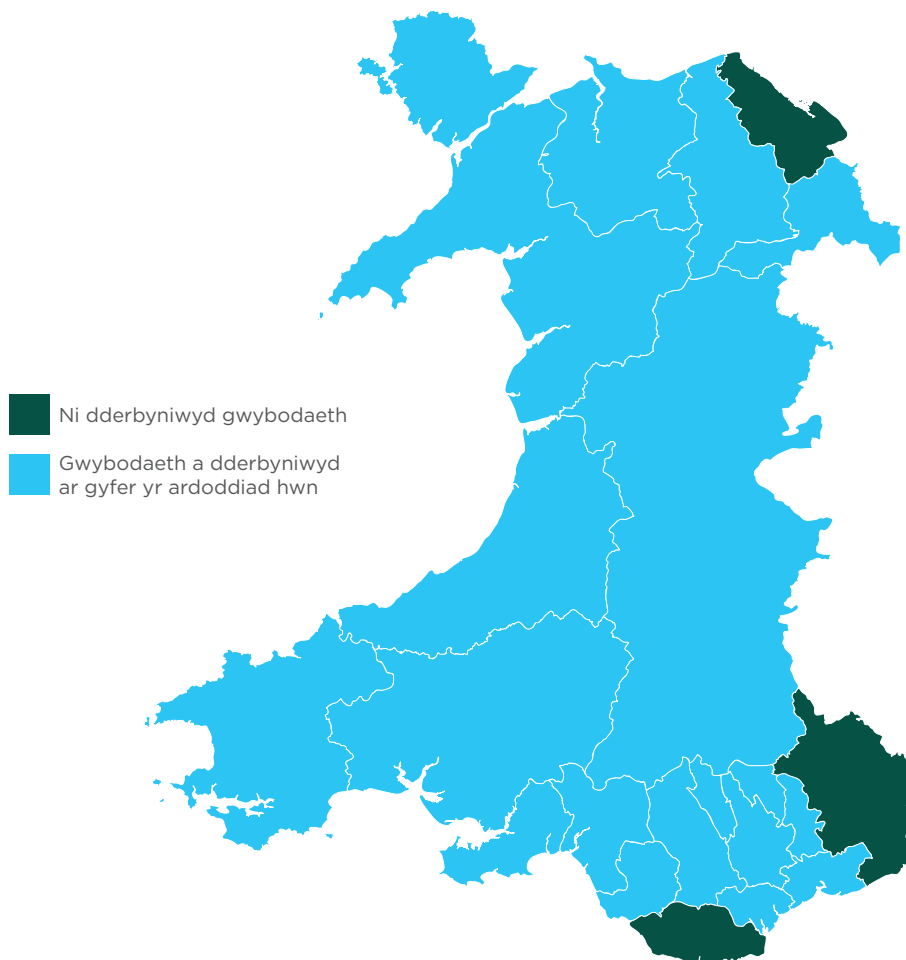 Ni dderbyniwyd gwybodaeth
Gwybodaeth a dderbyniwyd
ar gyfer yr ardoddiad hwn